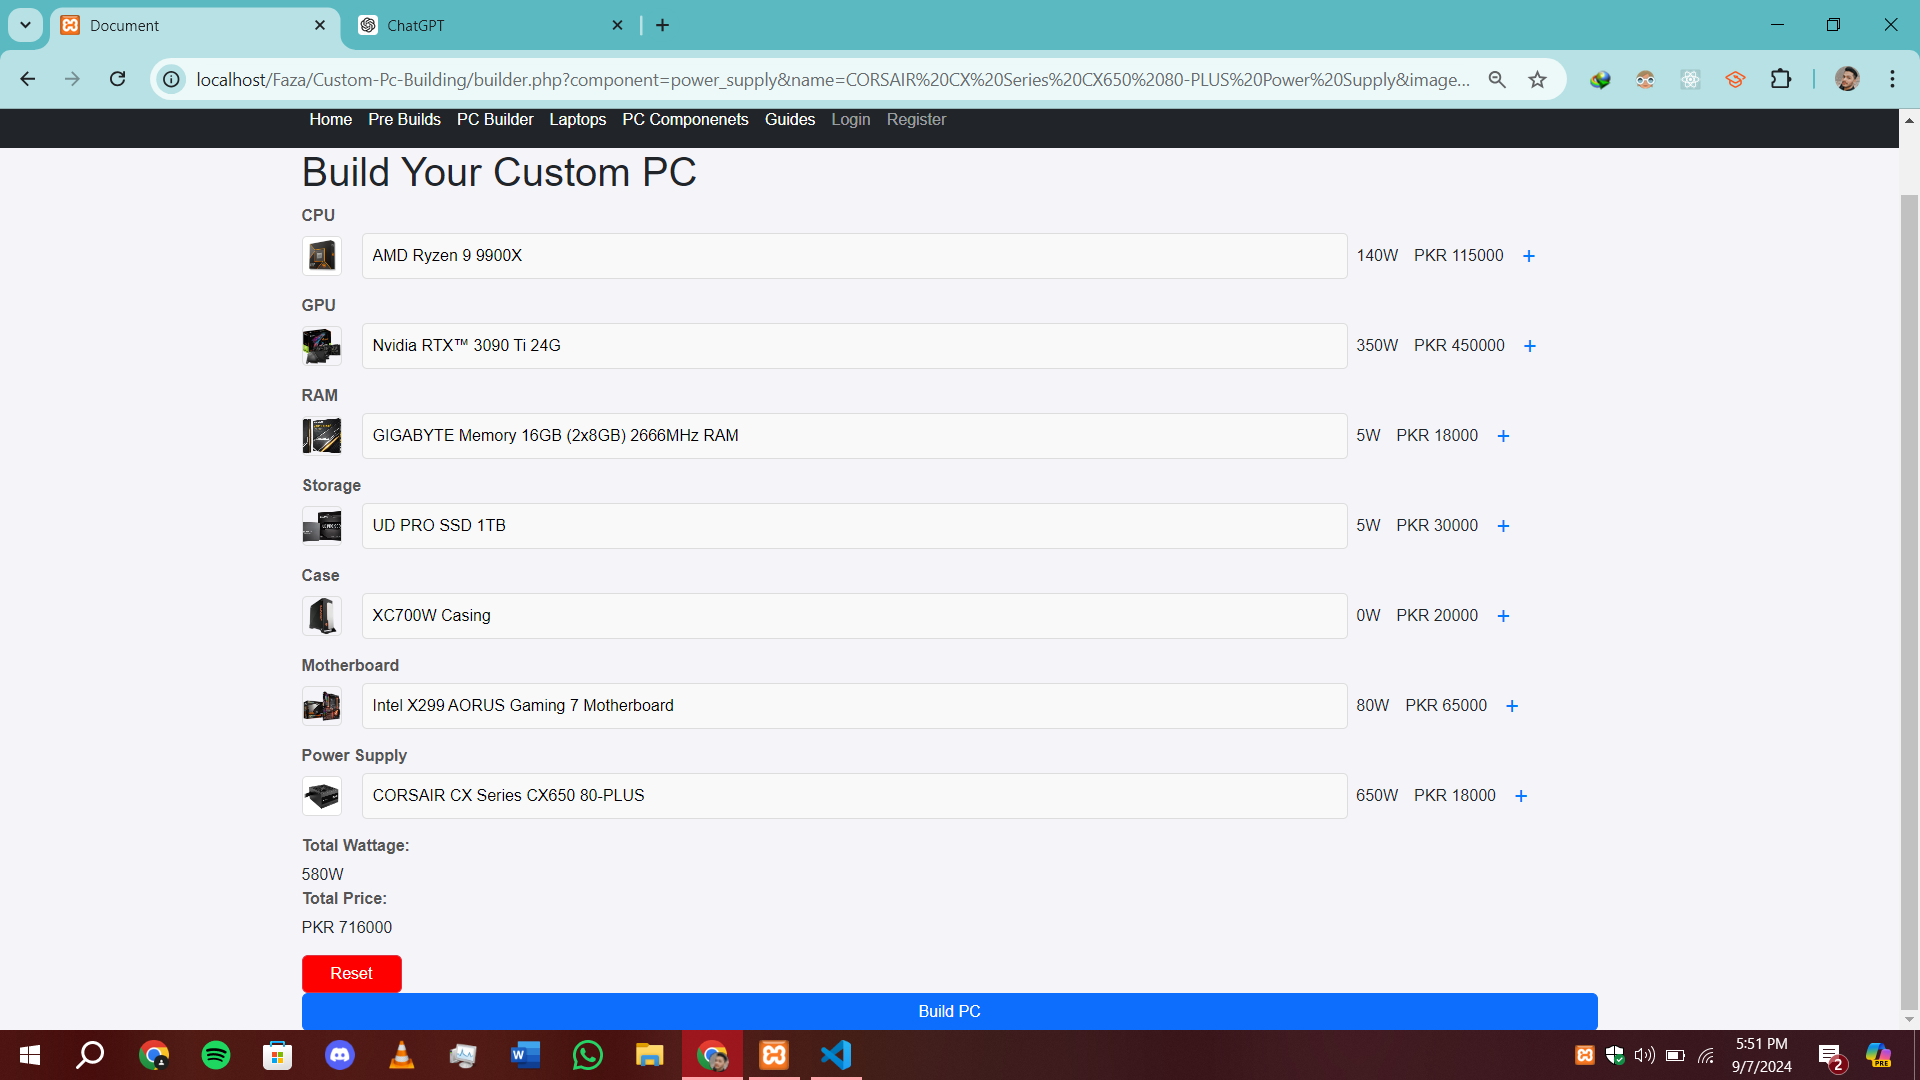 Document
ChatGPT
localhost/Faza/Custom-Pc-Building/builder.php?component=power_supply&name=CORSAIR%20CX%20Series%20CX650%2080-PLUS%20Power%20Supply&image...
Home Pre Builds PC Builder Laptops PC Componenets Guides Login Register
Build Your Custom PC
CPU
AMD Ryzen 9 9900X 140W PKR 115000 +
GPU
Nvidia RTX™ 3090 Ti 24G 350W PKR 450000 +
RAM
GIGABYTE Memory 16GB (2x8GB) 2666MHz RAM 5W PKR 18000 +
Storage
UD PRO SSD 1TB 5W PKR 30000 +
Case
XC700W Casing 0W PKR 20000 +
Motherboard
Intel X299 AORUS Gaming 7 Motherboard 80W PKR 65000 +
Power Supply
CORSAIR CX Series CX650 80-PLUS 650W PKR 18000 +
Total Wattage:
580W
Total Price:
PKR 716000
Reset
Build PC
5:51 PM
9/7/2024
2
PRE